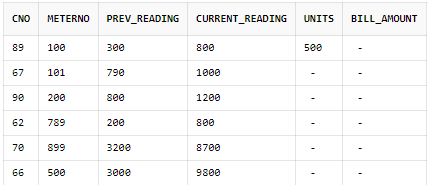 CNO METERNO PREV_READING CURRENT_READING UNITS BILL_AMOUNT
89 100 300 800 500 -
67 101 790 1000 - -
90 200 800 1200 - -
62 789 200 800 - -
70 899 3200 8700 - -
66 500 3000 9800 - -